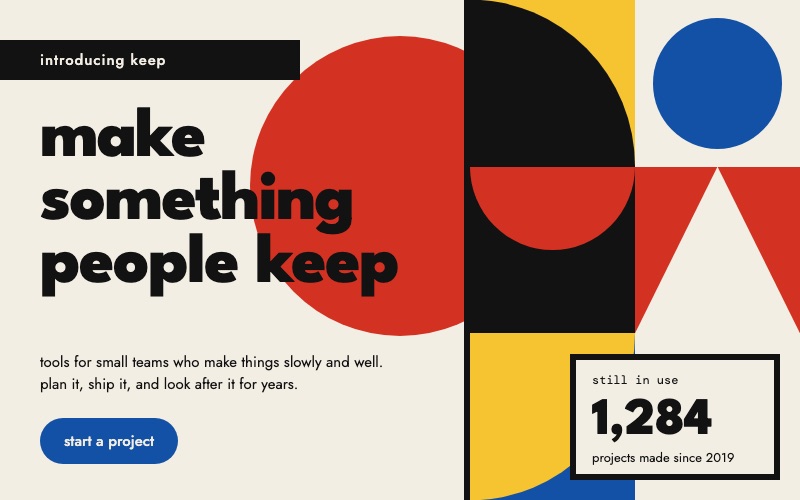 introducing keep
make
something
people keep
tools for small teams who make things slowly and well.
plan it, ship it, and look after it for years.
start a project
still in use
1,284
projects made since 2019